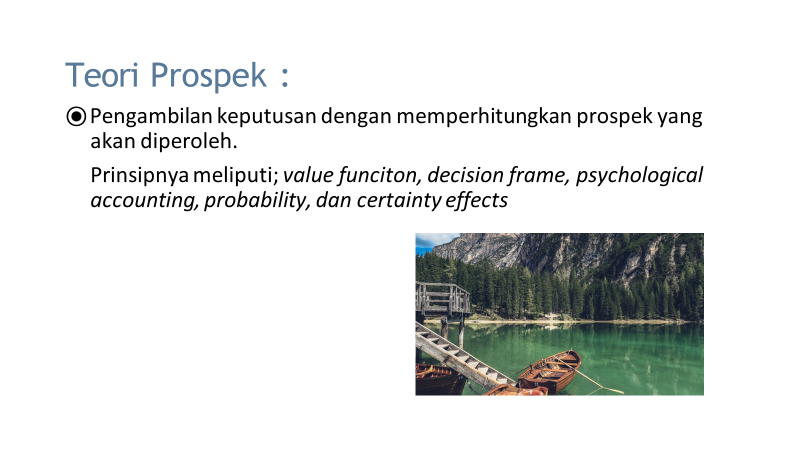 Teori Prospek :
Pengambilan keputusan dengan memperhitungkan prospek yang
akan diperoleh.
Prinsipnya meliputi; value funciton, decision frame, psychological
accounting, probability, dan certainty effects